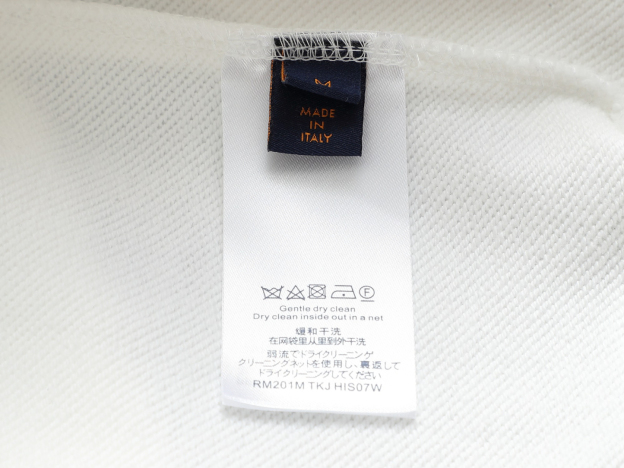 M
MADE
IN
ITALY
Gentle dry clean
Dry clean inside out in a net
缓和干洗
在网袋里从里到外干洗
弱流でドライクリーニング
クリーニングネットを使用し、裏返して
ドライクリーニングしてください
RM201M TKJ HIS07W